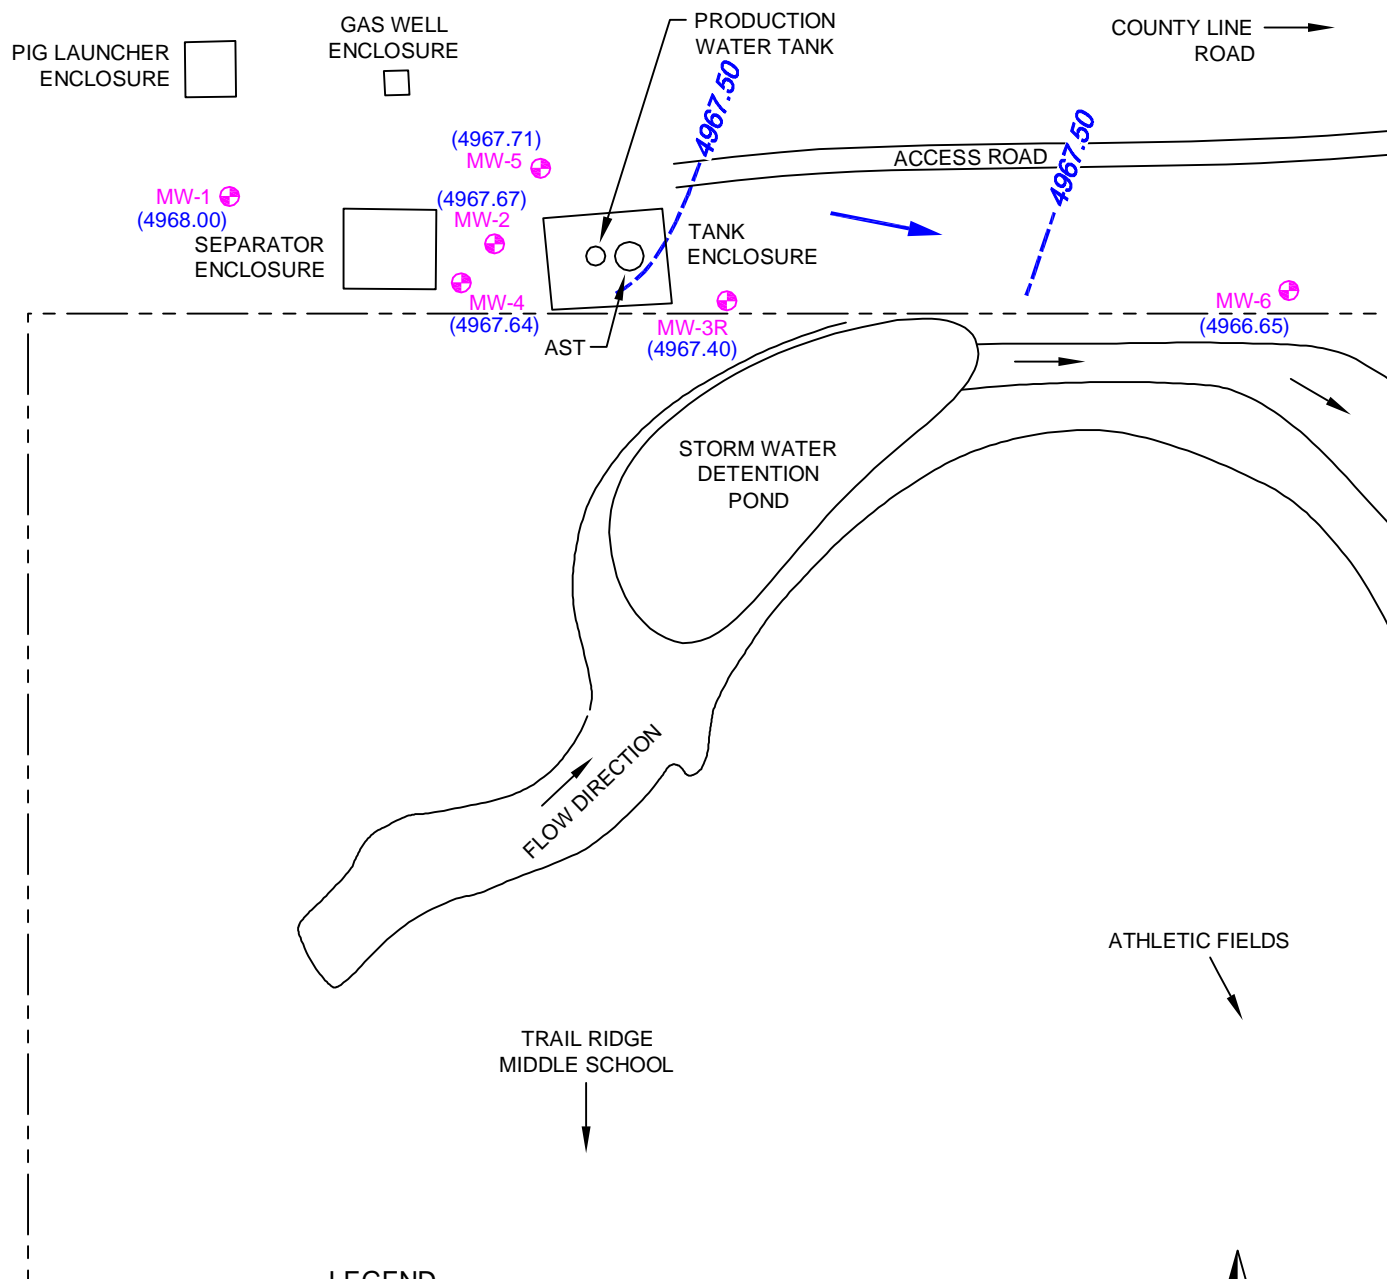 PIG LAUNCHER
ENCLOSURE
GAS WELL
ENCLOSURE
PRODUCTION
WATER TANK
COUNTY LINE
ROAD
4967.50
4967.50
ACCESS ROAD
(4967.71)
MW-5
MW-1
(4968.00)
(4967.67)
MW-2
SEPARATOR
ENCLOSURE
TANK
ENCLOSURE
MW-4
(4967.64)
AST
MW-3R
(4967.40)
MW-6
(4966.65)
STORM WATER
DETENTION
POND
FLOW DIRECTION
ATHLETIC FIELDS
TRAIL RIDGE
MIDDLE SCHOOL
LEGEND